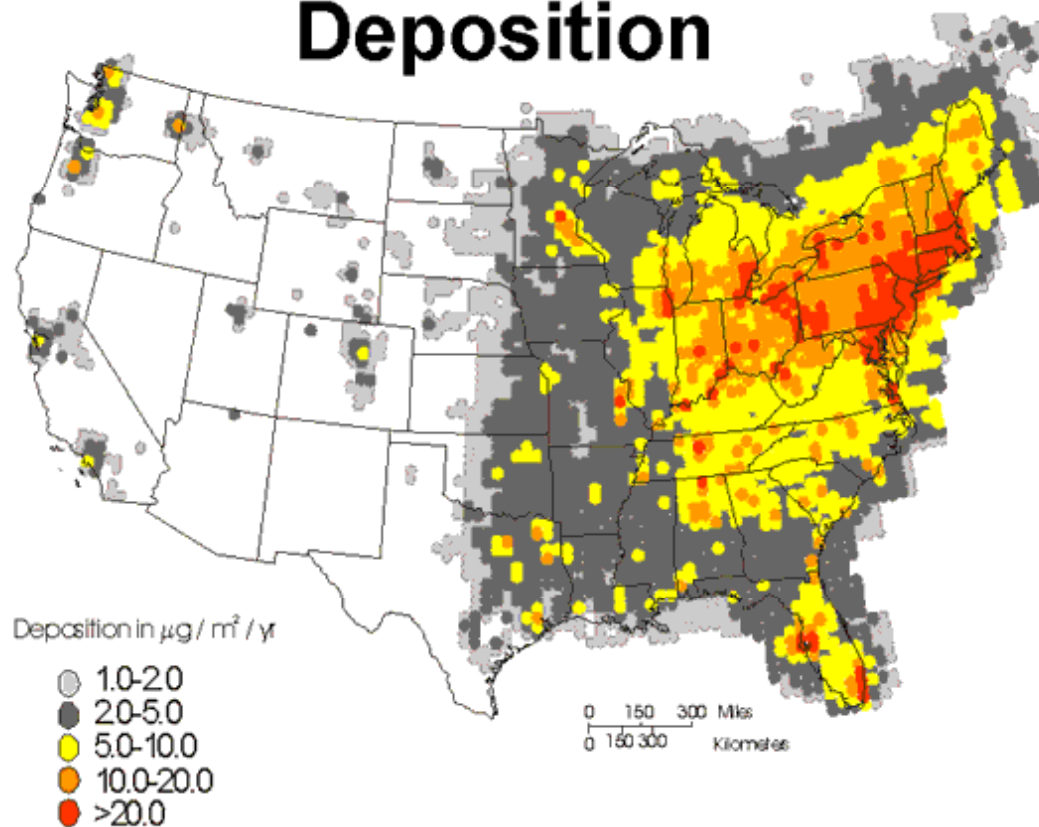 Deposition
Deposition in μg / m² / yr
1.0-2.0
2.0-5.0
5.0-10.0
10.0-20.0
>20.0
0 150 300 Miles
0 150 300 Kilometers